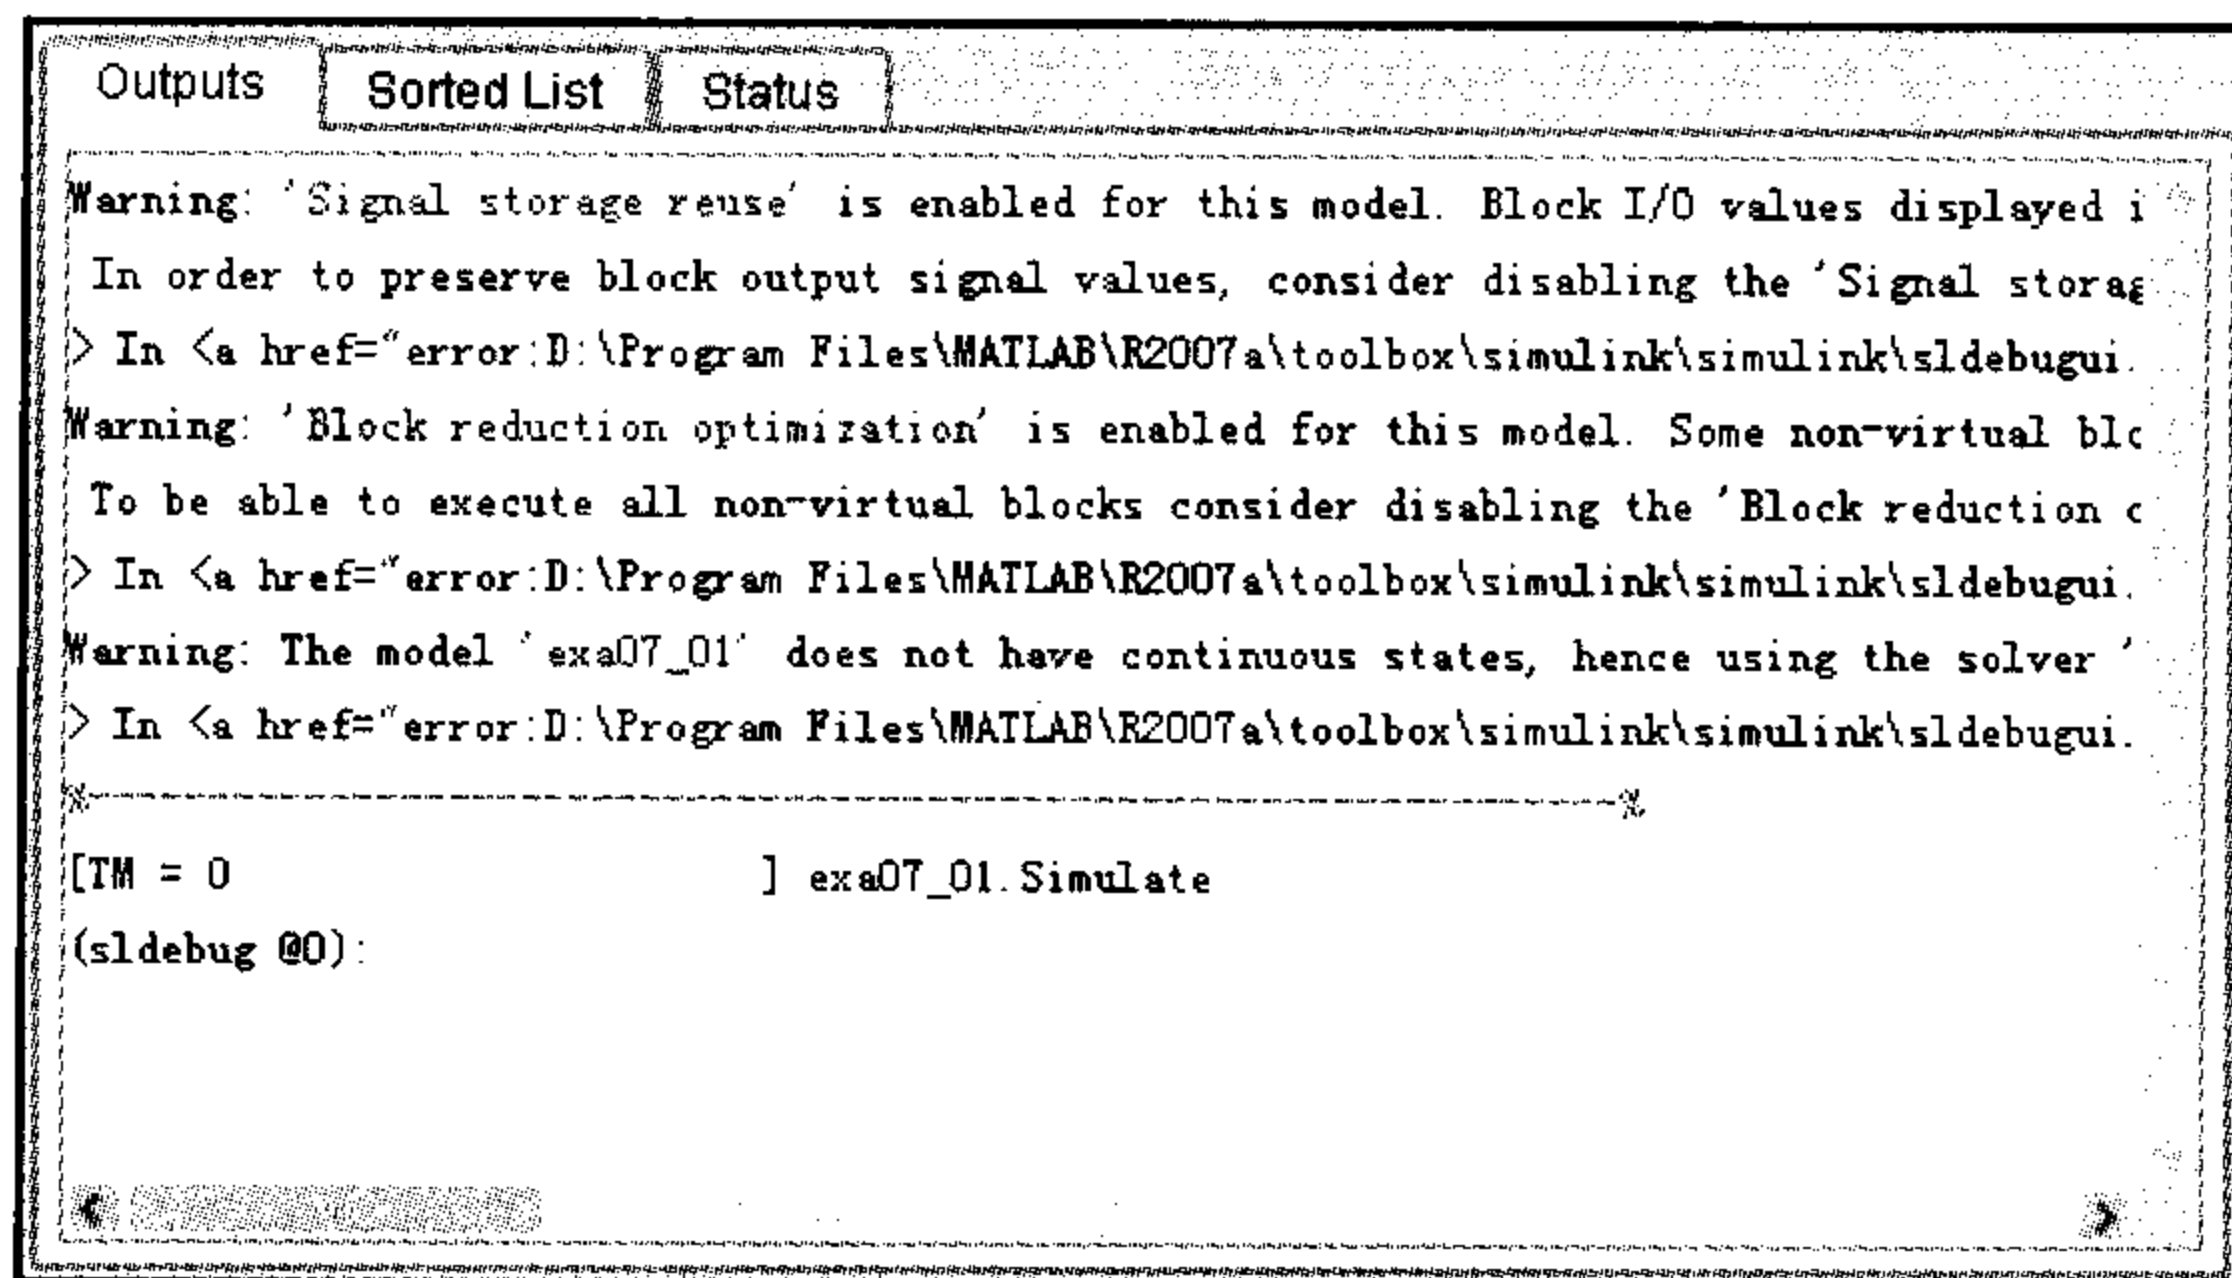 Outputs Sorted List Status
Warning: 'Signal storage reuse' is enabled for this model. Block I/O values displayed i
In order to preserve block output signal values, consider disabling the 'Signal storag
> In <a href="error:D:\Program Files\MATLAB\R2007a\toolbox\simulink\simulink\sldebugui.
Warning: 'Block reduction optimization' is enabled for this model. Some non-virtual blo
To be able to execute all non-virtual blocks consider disabling the 'Block reduction o
> In <a href="error:D:\Program Files\MATLAB\R2007a\toolbox\simulink\simulink\sldebugui.
Warning: The model 'exa07_01' does not have continuous states, hence using the solver '
> In <a href="error:D:\Program Files\MATLAB\R2007a\toolbox\simulink\simulink\sldebugui.
%----------------------------------------------------------------%
[TM = 0                      ] exa07_01.Simulate
(sldebug @0):